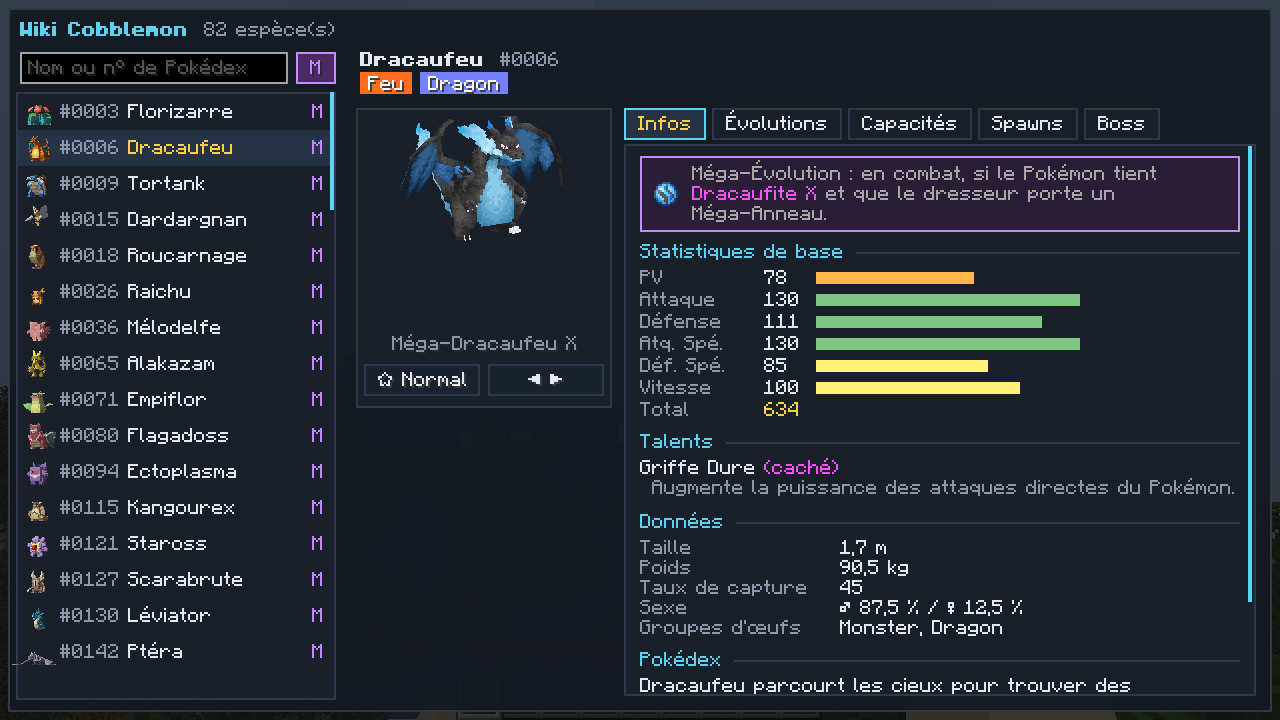 Wiki Cobblemon 82 espèce(s)
Nom ou n° de Pokédex M
#0003 Florizarre M
#0006 Dracaufeu M
#0009 Tortank M
#0015 Dardargnan M
#0018 Roucarnage M
#0026 Raichu M
#0036 Mélodelfe M
#0065 Alakazam M
#0071 Empiflor M
#0080 Flagadoss M
#0094 Ectoplasma M
#0115 Kangourex M
#0121 Staross M
#0127 Scarabrute M
#0130 Léviator M
#0142 Ptéra M
Dracaufeu #0006
Feu Dragon
Méga-Dracaufeu X
☆ Normal ◀ ▶
Infos Évolutions Capacités Spawns Boss
Méga-Évolution : en combat, si le Pokémon tient
Dracaufite X et que le dresseur porte un
Méga-Anneau.
Statistiques de base
PV 78
Attaque 130
Défense 111
Atq. Spé. 130
Déf. Spé. 85
Vitesse 100
Total 634
Talents
Griffe Dure (caché)
Augmente la puissance des attaques directes du Pokémon.
Données
Taille 1,7 m
Poids 90,5 kg
Taux de capture 45
Sexe ♂ 87,5 % / ♀ 12,5 %
Groupes d'œufs Monster, Dragon
Pokédex
Dracaufeu parcourt les cieux pour trouver des